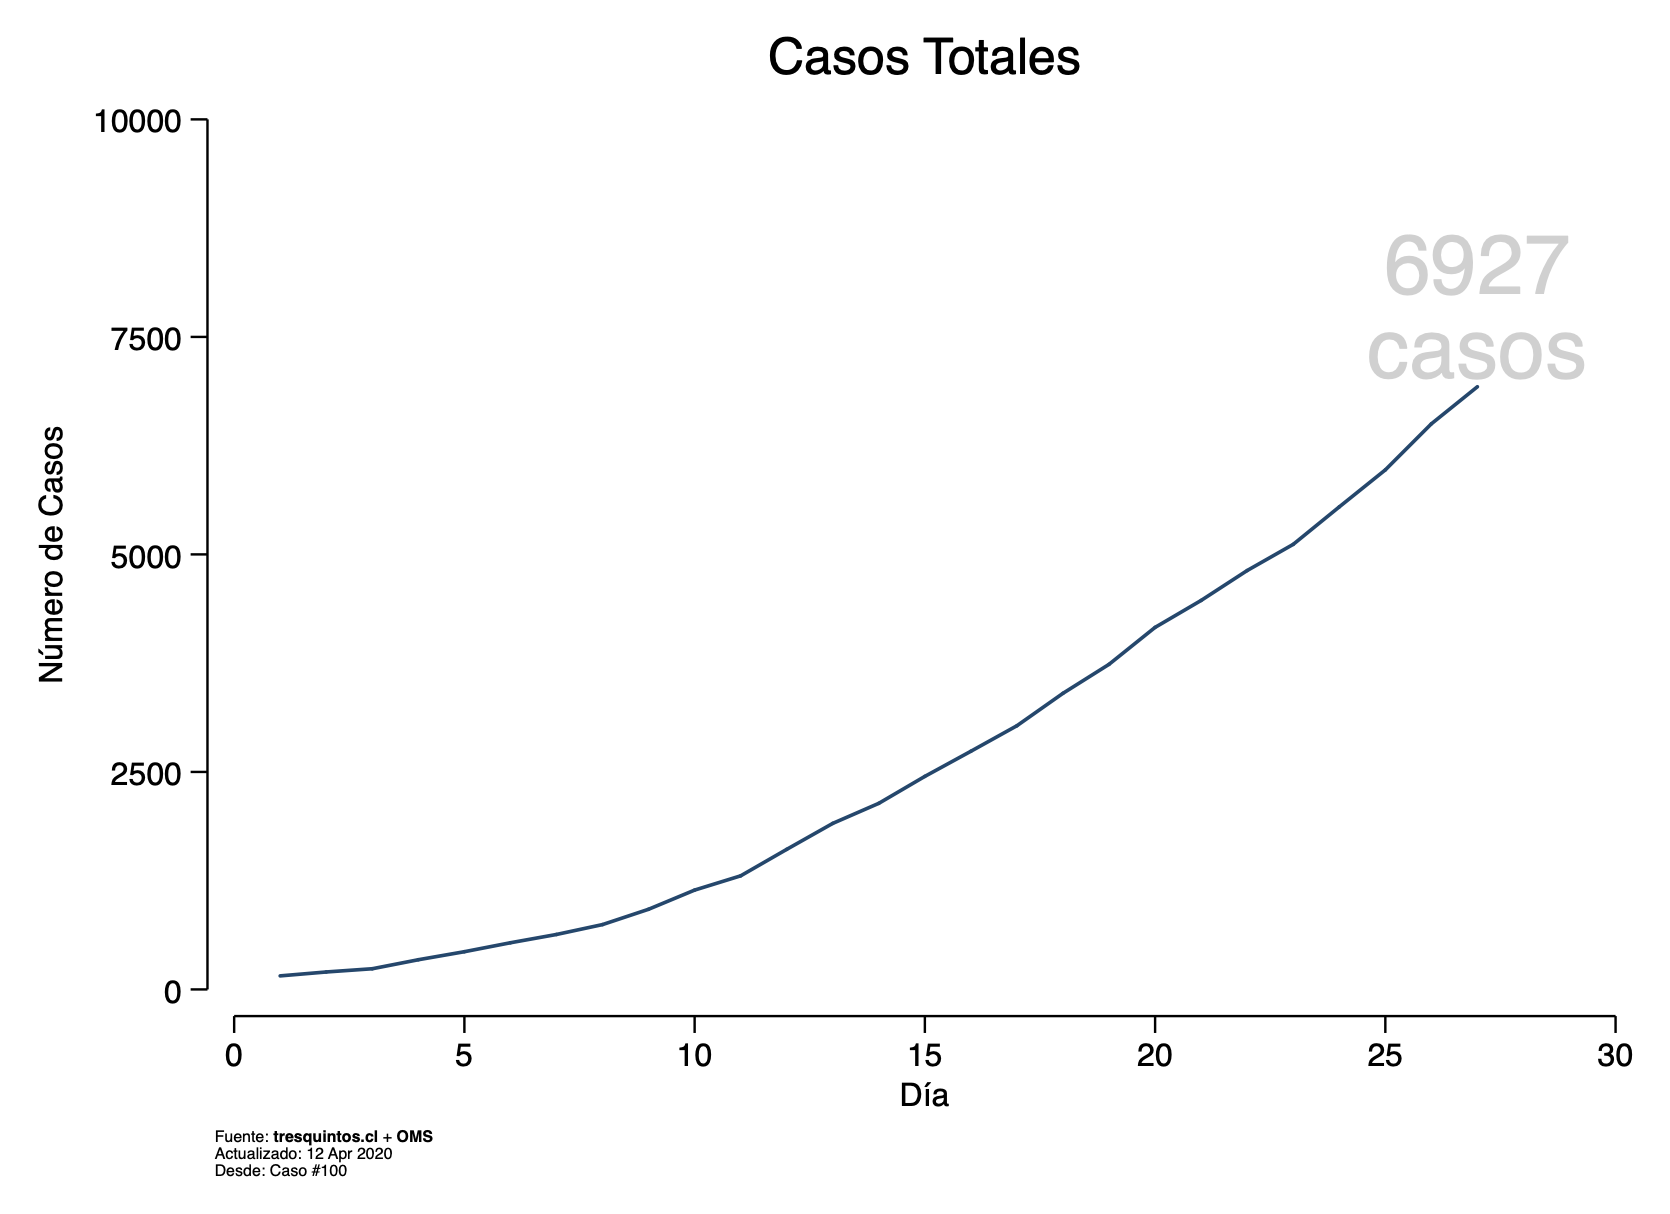 Casos Totales
10000
7500
5000
2500
0
Número de Casos
6927
casos
0 5 10 15 20 25 30
Día
Fuente: tresquintos.cl + OMS
Actualizado: 12 Apr 2020
Desde: Caso #100